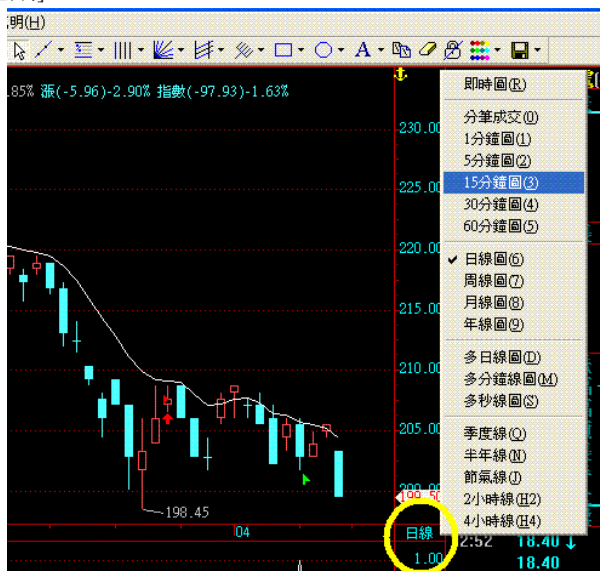 明(H)
A
.85% 漲(-5.96)-2.90% 指數(-97.93)-1.63%
230.00
225.00
220.00
215.00
210.00
205.00
200.00
199.50
198.45
04
日線
1.00
即時圖(R)
分筆成交(0)
1分鐘圖(1)
5分鐘圖(2)
15分鐘圖(3)
30分鐘圖(4)
60分鐘圖(5)
日線圖(6)
周線圖(7)
月線圖(8)
年線圖(9)
多日線圖(D)
多分鐘線圖(M)
多秒線圖(S)
季度線(Q)
半年線(N)
節氣線(J)
2小時線(H2)
4小時線(H4)
2:52 18.40↓
18.40